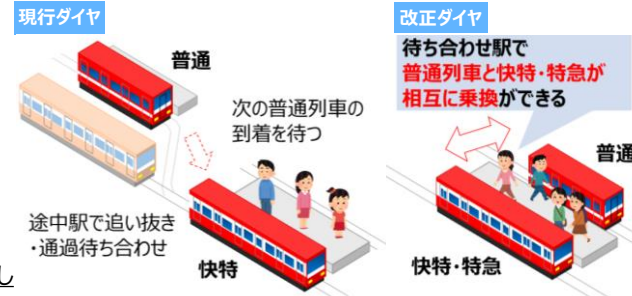 現行ダイヤ
普通
次の普通列車の
到着を待つ
途中駅で追い抜き
・通過待ち合わせ
快特
し
改正ダイヤ
待ち合わせ駅で
普通列車と快特・特急が
相互に乗換ができる
普通
快特・特急